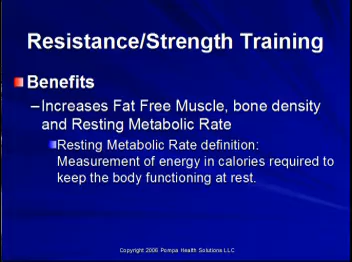 Resistance/Strength Training
Benefits
–Increases Fat Free Muscle, bone density
and Resting Metabolic Rate
Resting Metabolic Rate definition:
Measurement of energy in calories required to
keep the body functioning at rest.
Copyright 2006 Pompa Health Solutions LLC